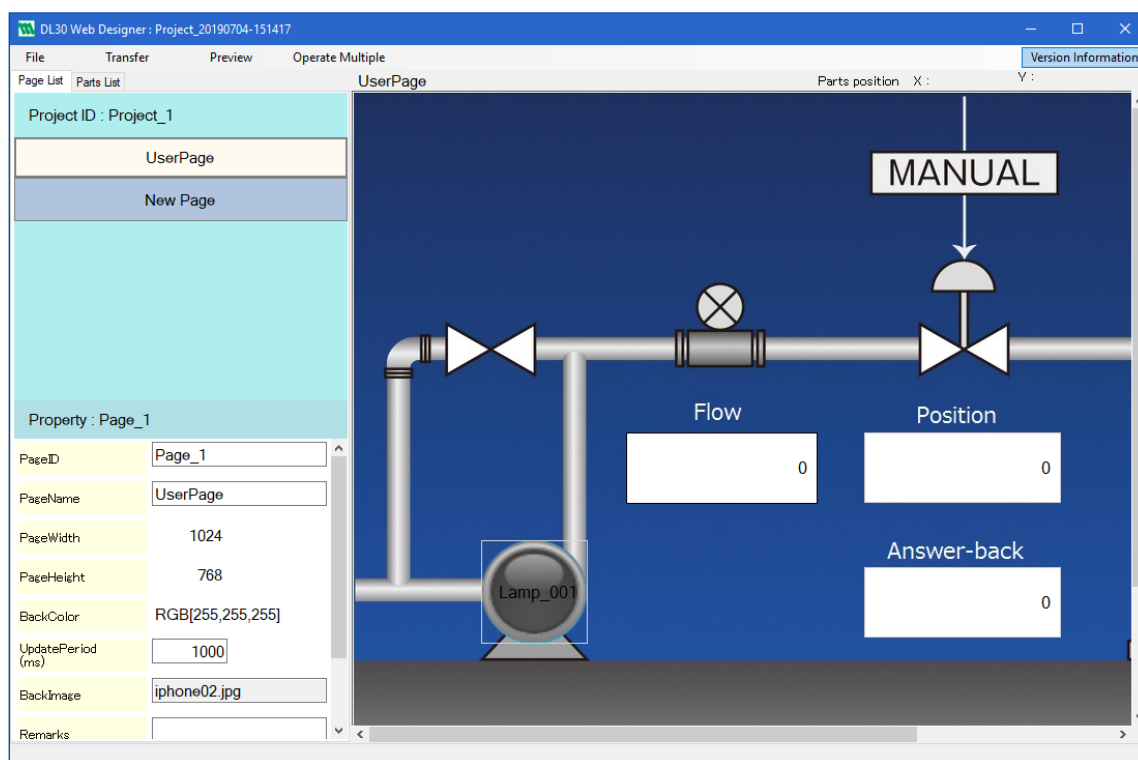 DL30 Web Designer : Project_20190704-151417
File Transfer Preview Operate Multiple Version Information
Page List Parts List UserPage Parts position X : Y :
Project ID : Project_1
UserPage
New Page
MANUAL
Property : Page_1
PageID Page_1
PageName UserPage
PageWidth 1024
PageHeight 768
BackColor RGB[255,255,255]
UpdatePeriod (ms) 1000
BackImage iphone02.jpg
Remarks
Flow Position
0 0
Answer-back
0
Lamp_001